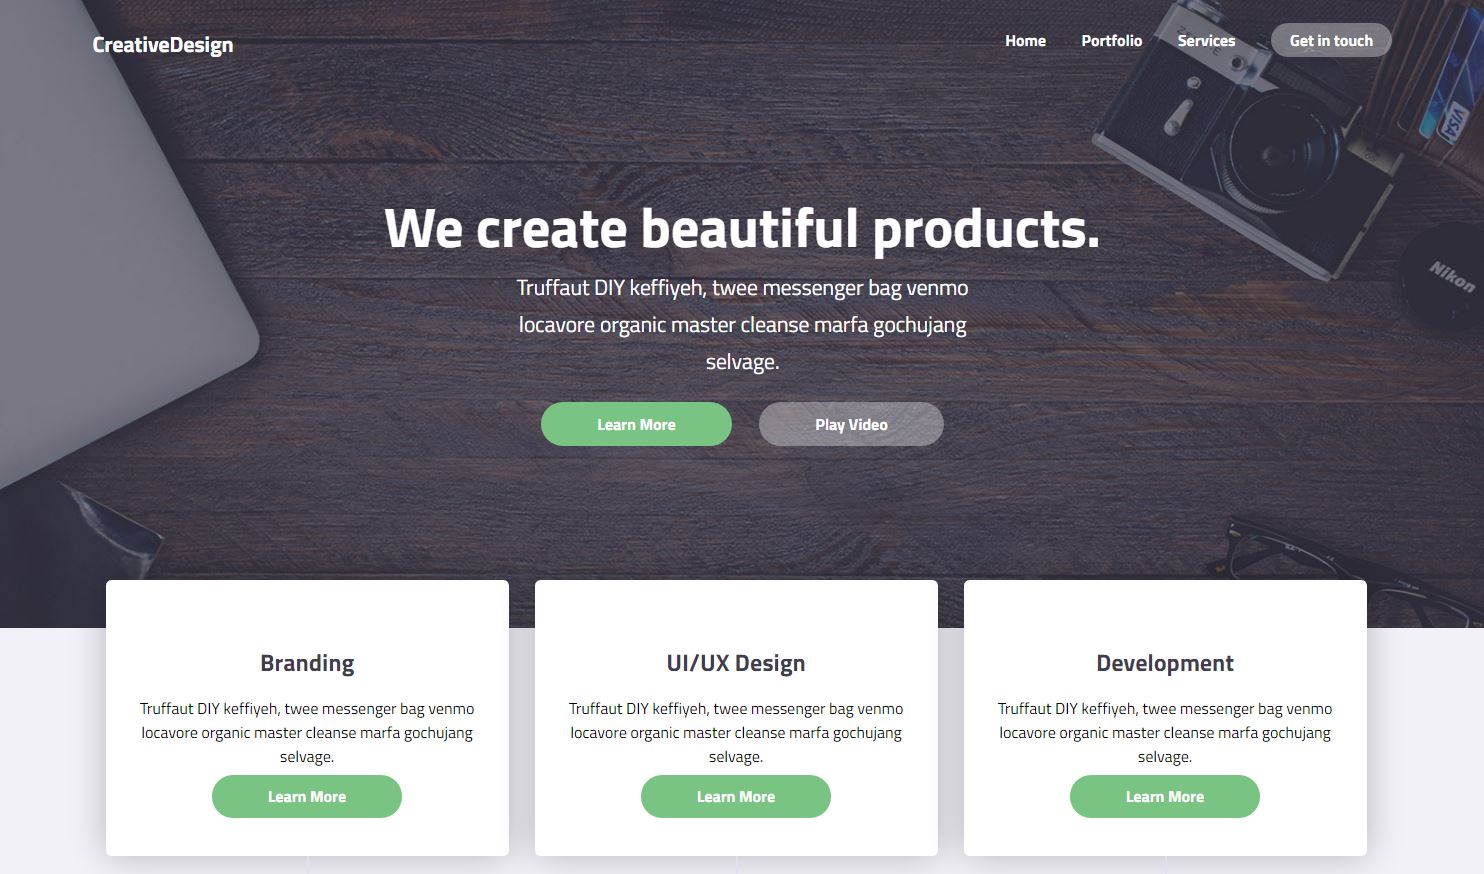 CreativeDesign
Home Portfolio Services Get in touch
VISA
Nikon
We create beautiful products.
Truffaut DIY keffiyeh, twee messenger bag venmo
locavore organic master cleanse marfa gochujang
selvage.
Learn More Play Video
Branding
Truffaut DIY keffiyeh, twee messenger bag venmo
locavore organic master cleanse marfa gochujang
selvage.
Learn More
UI/UX Design
Truffaut DIY keffiyeh, twee messenger bag venmo
locavore organic master cleanse marfa gochujang
selvage.
Learn More
Development
Truffaut DIY keffiyeh, twee messenger bag venmo
locavore organic master cleanse marfa gochujang
selvage.
Learn More